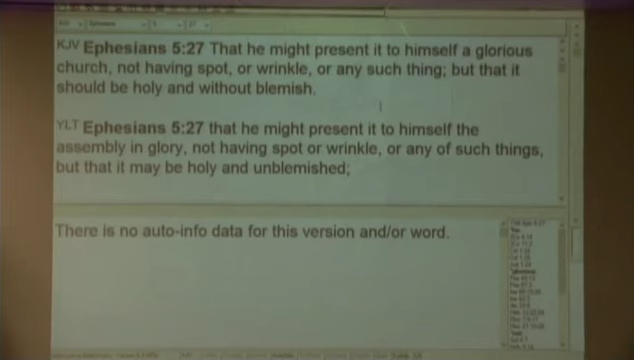 KJV Ephesians 5:27 That he might present it to himself a glorious
church, not having spot, or wrinkle, or any such thing; but that it
should be holy and without blemish.
YLT Ephesians 5:27 that he might present it to himself the
assembly in glory, not having spot or wrinkle, or any of such things,
but that it may be holy and unblemished;
There is no auto-info data for this version and/or word.